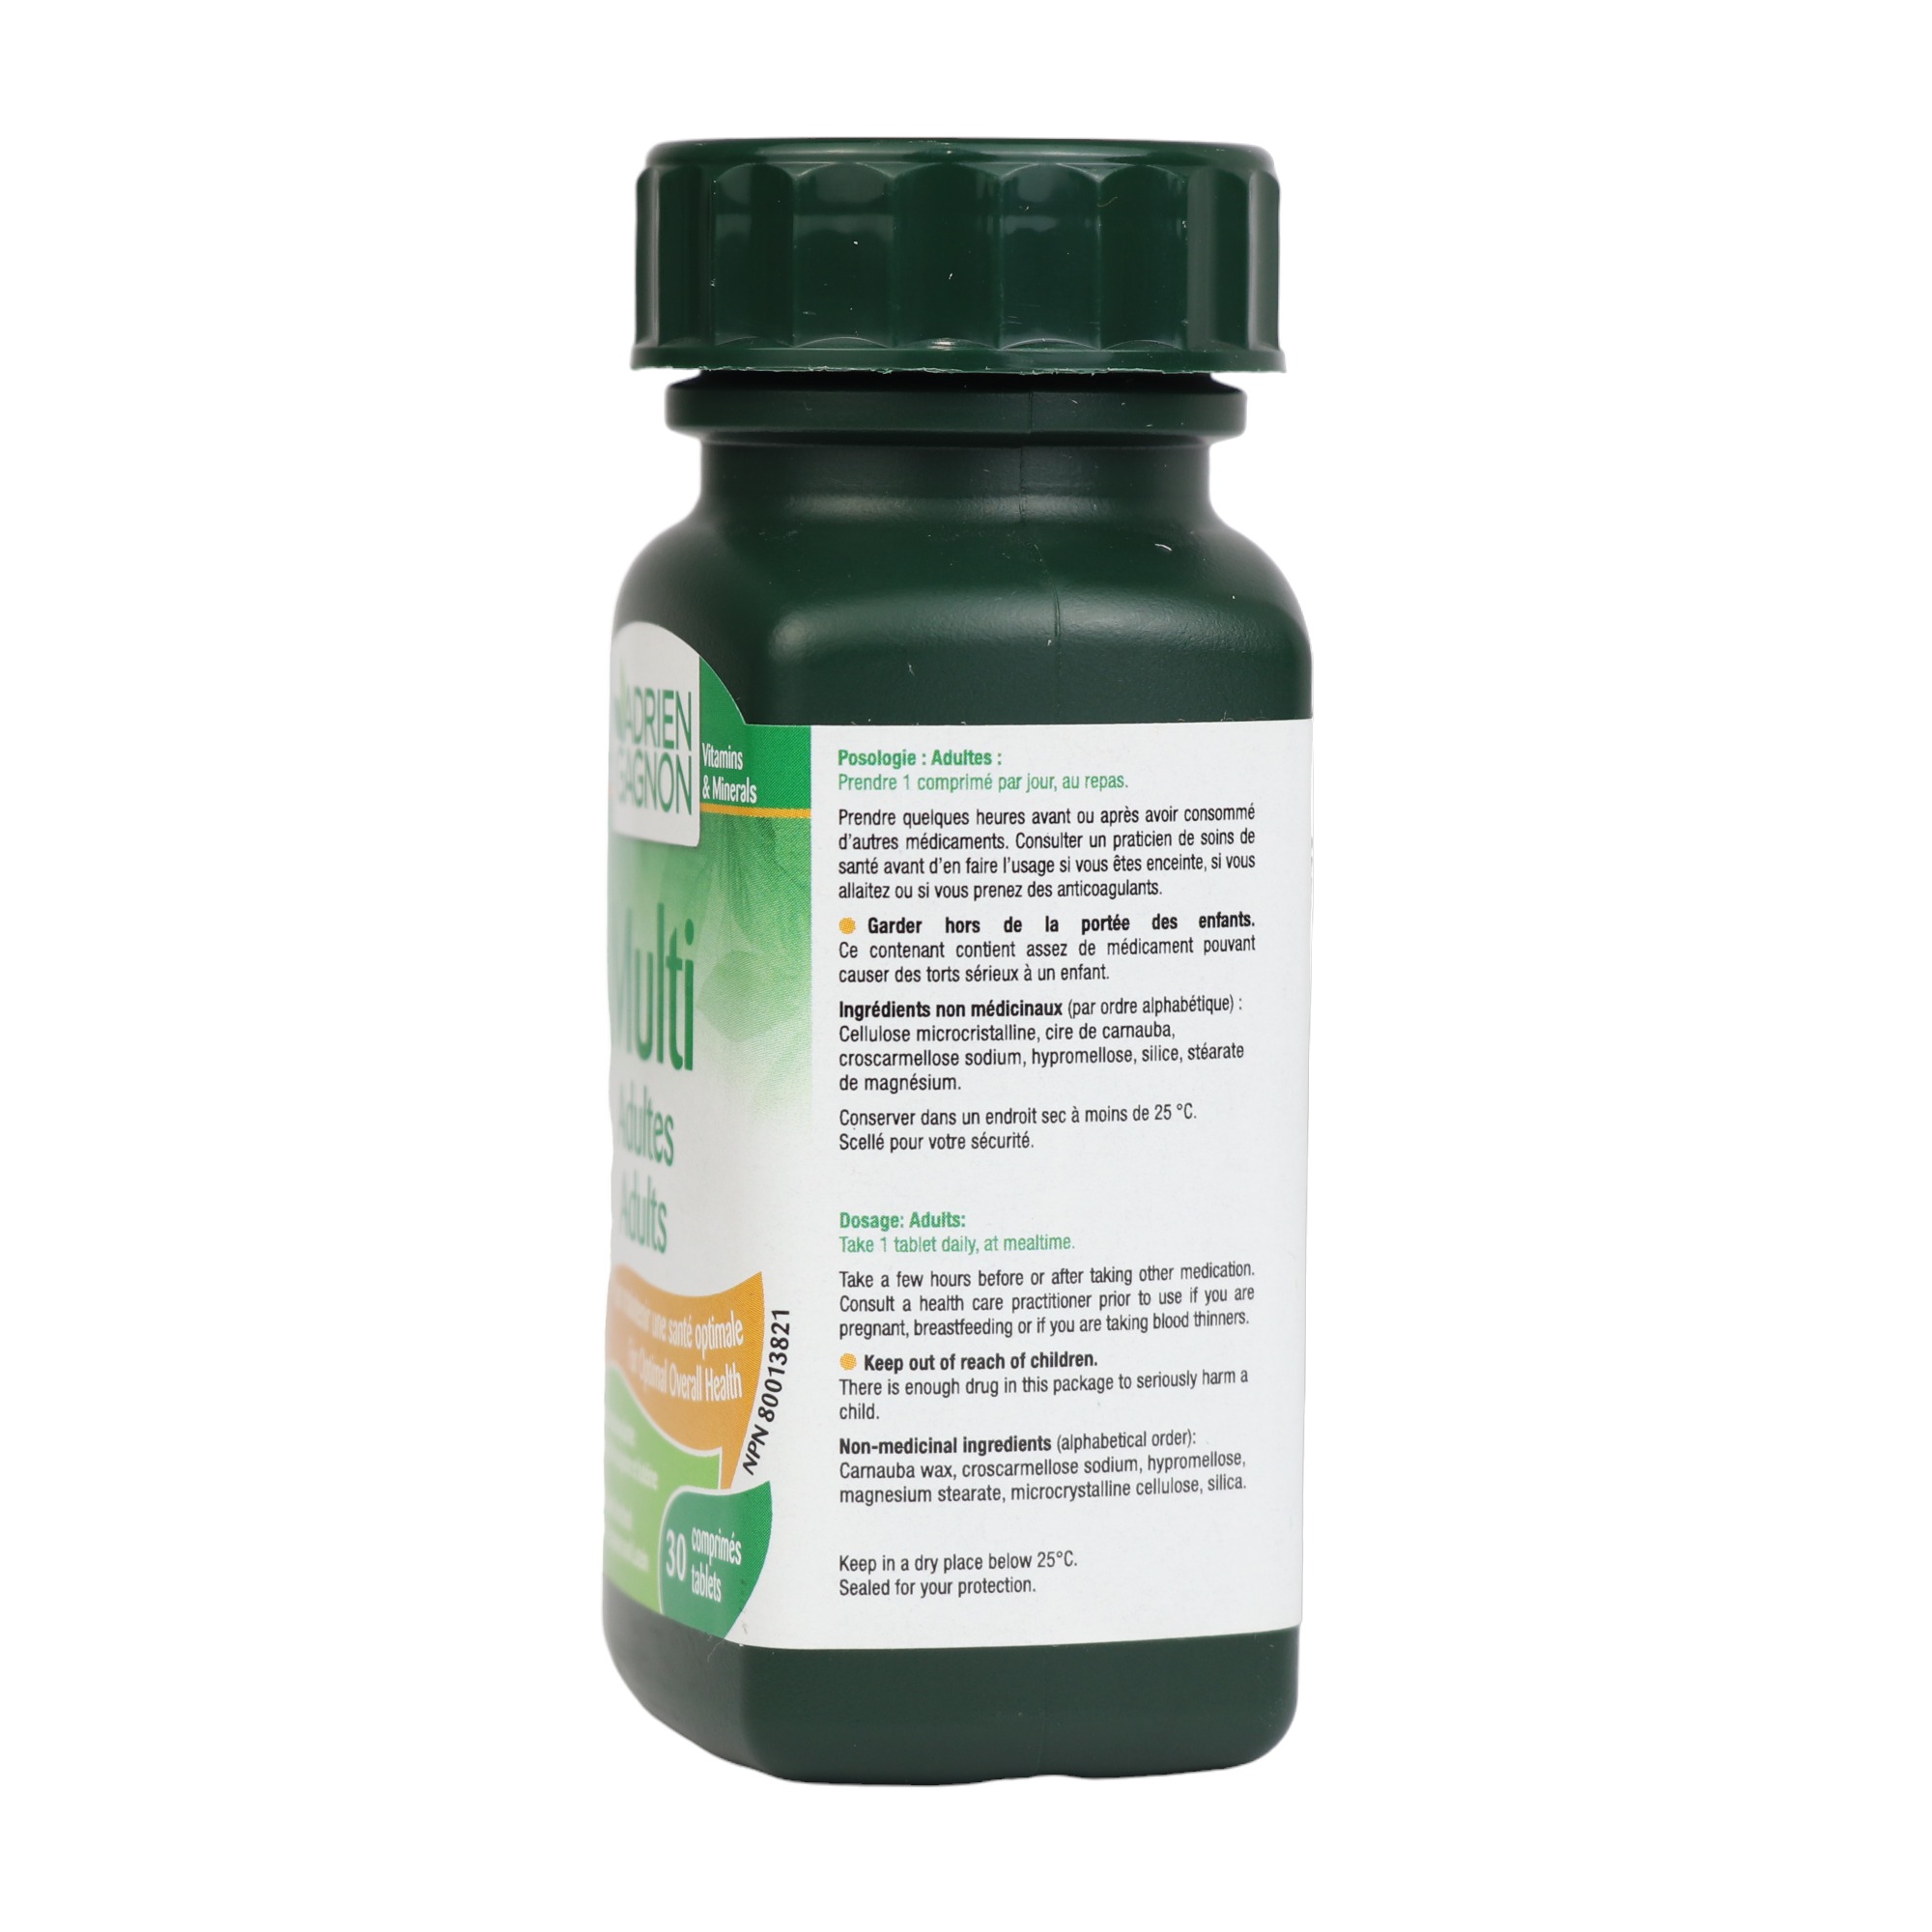 ADRIEN
GAGNON
Vitamins
& Minerals
Multi
Adultes
Adults
une santé optimale
For Optimal Overall Health
NPN 80013821
30 comprimés
tablets
Posologie : Adultes :
Prendre 1 comprimé par jour, au repas.
Prendre quelques heures avant ou après avoir consommé
d'autres médicaments. Consulter un praticien de soins de
santé avant d'en faire l'usage si vous êtes enceinte, si vous
allaitez ou si vous prenez des anticoagulants.
Garder hors de la portée des enfants.
Ce contenant contient assez de médicament pouvant
causer des torts sérieux à un enfant.
Ingrédients non médicinaux (par ordre alphabétique) :
Cellulose microcristalline, cire de carnauba,
croscarmellose sodium, hypromellose, silice, stéarate
de magnésium.
Conserver dans un endroit sec à moins de 25 °C.
Scellé pour votre sécurité.
Dosage: Adults:
Take 1 tablet daily, at mealtime.
Take a few hours before or after taking other medication.
Consult a health care practitioner prior to use if you are
pregnant, breastfeeding or if you are taking blood thinners.
Keep out of reach of children.
There is enough drug in this package to seriously harm a
child.
Non-medicinal ingredients (alphabetical order):
Carnauba wax, croscarmellose sodium, hypromellose,
magnesium stearate, microcrystalline cellulose, silica.
Keep in a dry place below 25°C.
Sealed for your protection.